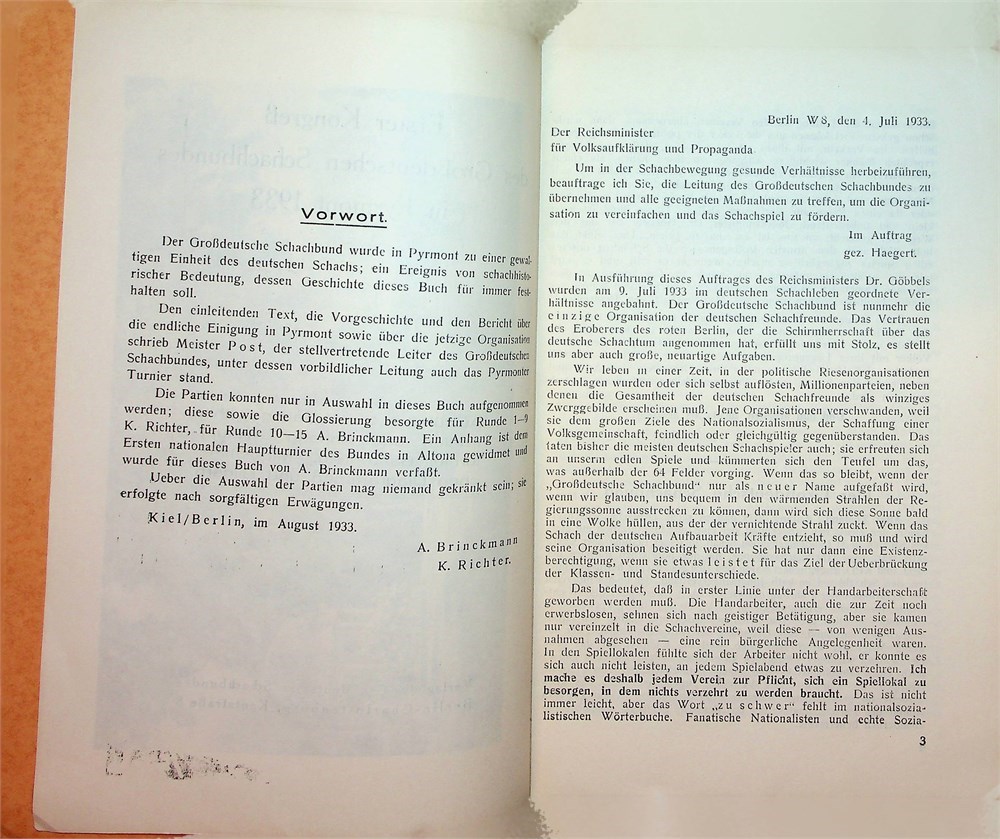 Vorwort.
Der Großdeutsche Schachbund wurde in Pyrmont zu einer gewal-
tigen Einheit des deutschen Schachs; ein Ereignis von schachhisto-
rischer Bedeutung, dessen Geschichte dieses Buch für immer fest-
halten soll.
Den einleitenden Text, die Vorgeschichte und den Bericht über
die endliche Einigung in Pyrmont sowie über die jetzige Organisation
schrieb Meister Post, der stellvertretende Leiter des Großdeutschen
Schachbundes, unter dessen vorbildlicher Leitung auch das Pyrmonter
Turnier stand.
Die Partien konnten nur in Auswahl in dieses Buch aufgenommen
werden; diese sowie die Glossierung besorgte für Runde 1—9
K. Richter, für Runde 10—15 A. Brinckmann. Ein Anhang ist dem
Ersten nationalen Hauptturnier des Bundes in Altona gewidmet und
wurde für dieses Buch von A. Brinckmann verfaßt.
Ueber die Auswahl der Partien mag niemand gekränkt sein; sie
erfolgte nach sorgfältigen Erwägungen.
Kiel/Berlin, im August 1933.
A. Brinckmann
K. Richter.
Berlin W 8, den 4. Juli 1933.
Der Reichsminister
für Volksaufklärung und Propaganda
Um in der Schachbewegung gesunde Verhältnisse herbeizuführen,
beauftrage ich Sie, die Leitung des Großdeutschen Schachbundes zu
übernehmen und alle geeigneten Maßnahmen zu treffen, um die Organi-
sation zu vereinfachen und das Schachspiel zu fördern.
Im Auftrag
gez. Haegert.
In Ausführung dieses Auftrages des Reichsministers Dr. Göbbels
wurden am 9. Juli 1933 im deutschen Schachleben geordnete Ver-
hältnisse angebahnt. Der Großdeutsche Schachbund ist nunmehr die
einzige Organisation der deutschen Schachfreunde. Das Vertrauen
des Eroberers des roten Berlin, der die Schirmherrschaft über das
deutsche Schachtum angenommen hat, erfüllt uns mit Stolz, es stellt
uns aber auch große, neuartige Aufgaben.
Wir leben in einer Zeit, in der politische Riesenorganisationen
zerschlagen wurden oder sich selbst auflösten, Millionenparteien, neben
denen die Gesamtheit der deutschen Schachfreunde als winziges
Zwerggebilde erscheinen muß. Jene Organisationen verschwanden, weil
sie dem großen Ziele des Nationalsozialismus, der Schaffung einer
Volksgemeinschaft, feindlich oder gleichgültig gegenüberstanden. Das
taten bisher die meisten deutschen Schachspieler auch; sie erfreuten sich
an unserm edlen Spiele und kümmerten sich den Teufel um das,
was außerhalb der 64 Felder vorging. Wenn das so bleibt, wenn der
„Großdeutsche Schachbund“ nur als neuer Name aufgefaßt wird,
wenn wir glauben, uns bequem in den wärmenden Strahlen der Re-
gierungssonne ausstrecken zu können, dann wird sich diese Sonne bald
in eine Wolke hüllen, aus der der vernichtende Strahl zuckt. Wenn das
Schach der deutschen Aufbauarbeit Kräfte entzieht, so muß und wird
seine Organisation beseitigt werden. Sie hat nur dann eine Existenz-
berechtigung, wenn sie etwas leistet für das Ziel der Ueberbrückung
der Klassen- und Standesunterschiede.
Das bedeutet, daß in erster Linie unter der Handarbeiterschaft
geworben werden muß. Die Handarbeiter, auch die zur Zeit noch
erwerbslosen, sehnen sich nach geistiger Betätigung, aber sie kamen
nur vereinzelt in die Schachvereine, weil diese — von wenigen Aus-
nahmen abgesehen — eine rein bürgerliche Angelegenheit waren.
In den Spiellokalen fühlte sich der Arbeiter nicht wohl, er konnte es
sich auch nicht leisten, an jedem Spielabend etwas zu verzehren. Ich
mache es deshalb jedem Verein zur Pflicht, sich ein Spiellokal zu
besorgen, in dem nichts verzehrt zu werden braucht. Das ist nicht
immer leicht, aber das Wort „zu schwer“ fehlt im nationalsozia-
listischen Wörterbuche. Fanatische Nationalisten und echte Sozia-
3